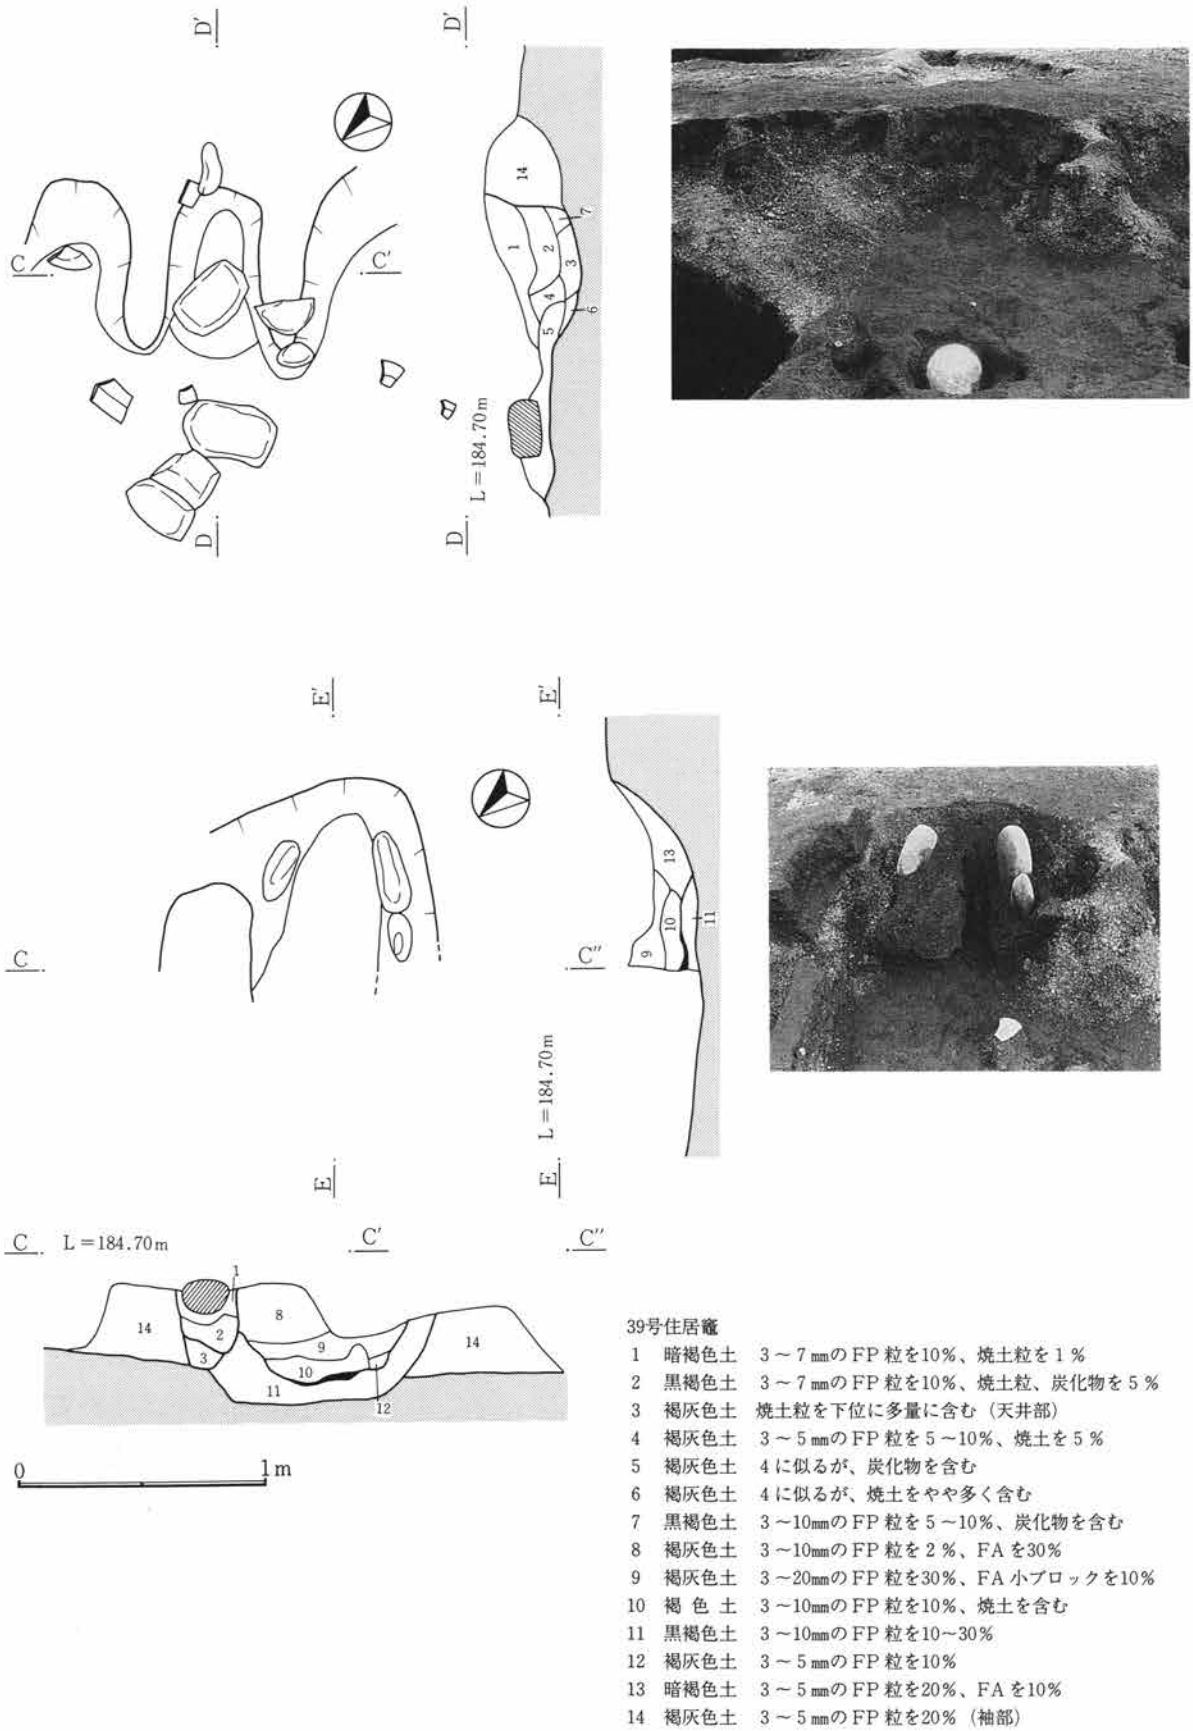 D′
D′
14
7
1
2
3
4
6
5
C
C′
L＝184.70m
D
D
E′
E′
13
10
11
9
C
C″
L＝184.70m
E
E
C L＝184.70m C′ C″
1
14
8
14
2
9
3
10
11
12
0 1m
39号住居竈
1 暗褐色土 3～7㎜のFP粒を10％、焼土粒を1％
2 黒褐色土 3～7㎜のFP粒を10％、焼土粒、炭化物を5％
3 褐灰色土 焼土粒を下位に多量に含む（天井部）
4 褐灰色土 3～5㎜のFP粒を5～10％、焼土を5％
5 褐灰色土 4に似るが、炭化物を含む
6 褐灰色土 4に似るが、焼土をやや多く含む
7 黒褐色土 3～10㎜のFP粒を5～10％、炭化物を含む
8 褐灰色土 3～10㎜のFP粒を2％、FAを30％
9 褐灰色土 3～20㎜のFP粒を30％、FA小ブロックを10％
10 褐色土 3～10㎜のFP粒を10％、焼土を含む
11 黒褐色土 3～10㎜のFP粒を10～30％
12 褐灰色土 3～5㎜のFP粒を10％
13 暗褐色土 3～5㎜のFP粒を20％、FAを10％
14 褐灰色土 3～5㎜のFP粒を20％（袖部）